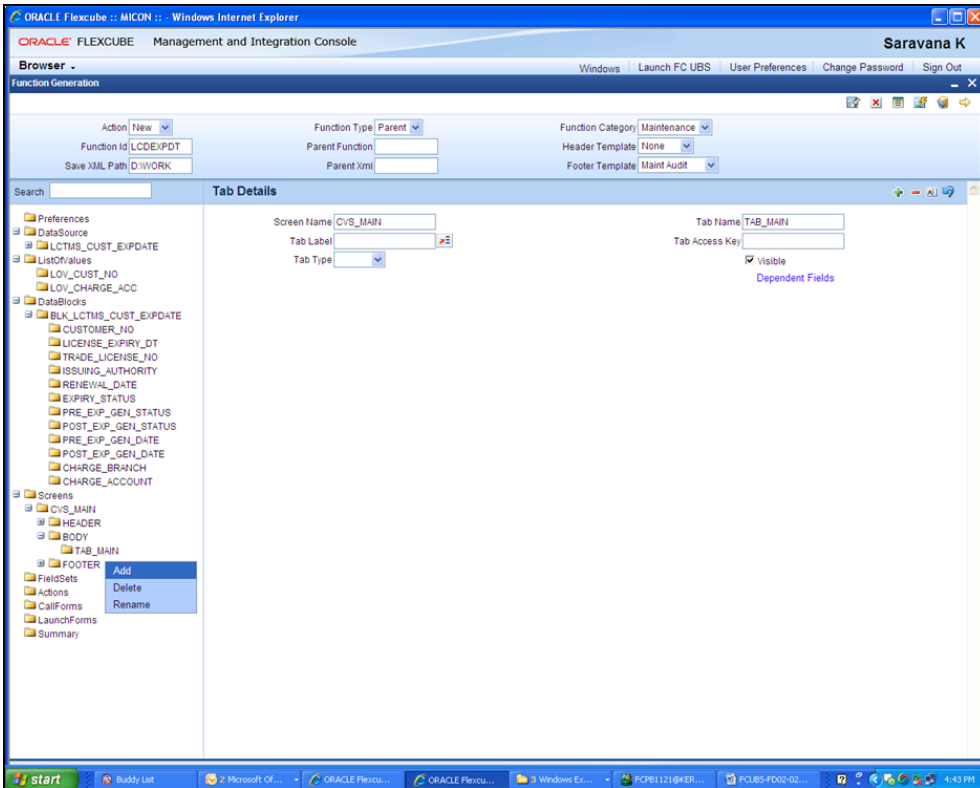 ORACLE Flexcube :: MICON :: - Windows Internet Explorer
ORACLE FLEXCUBE Management and Integration Console Saravana K
Browser Windows Launch FC UBS User Preferences Change Password Sign Out
Function Generation
Action New Function Type Parent Function Category Maintenance
Function Id LCDEXPDT Parent Function Header Template None
Save XML Path D:\WORK Parent Xml Footer Template Maint Audit
Search Tab Details
Preferences
DataSource
LCTMS_CUST_EXPDATE
ListOfValues
LOV_CUST_NO
LOV_CHARGE_ACC
DataBlocks
BLK_LCTMS_CUST_EXPDATE
CUSTOMER_NO
LICENSE_EXPIRY_DT
TRADE_LICENSE_NO
ISSUING_AUTHORITY
RENEWAL_DATE
EXPIRY_STATUS
PRE_EXP_GEN_STATUS
POST_EXP_GEN_STATUS
PRE_EXP_GEN_DATE
POST_EXP_GEN_DATE
CHARGE_BRANCH
CHARGE_ACCOUNT
Screens
CVS_MAIN
HEADER
BODY
TAB_MAIN
FOOTER
FieldSets
Actions
CallForms
LaunchForms
Summary
Add
Delete
Rename
Screen Name CVS_MAIN Tab Name TAB_MAIN
Tab Label Tab Access Key
Tab Type Visible
Dependent Fields
start Buddy List 2 Microsoft Of... ORACLE Flexcu... ORACLE Flexcu... 3 Windows Ex... FCPB1121@KER... FCUBS-FD02-02... 4:43 PM